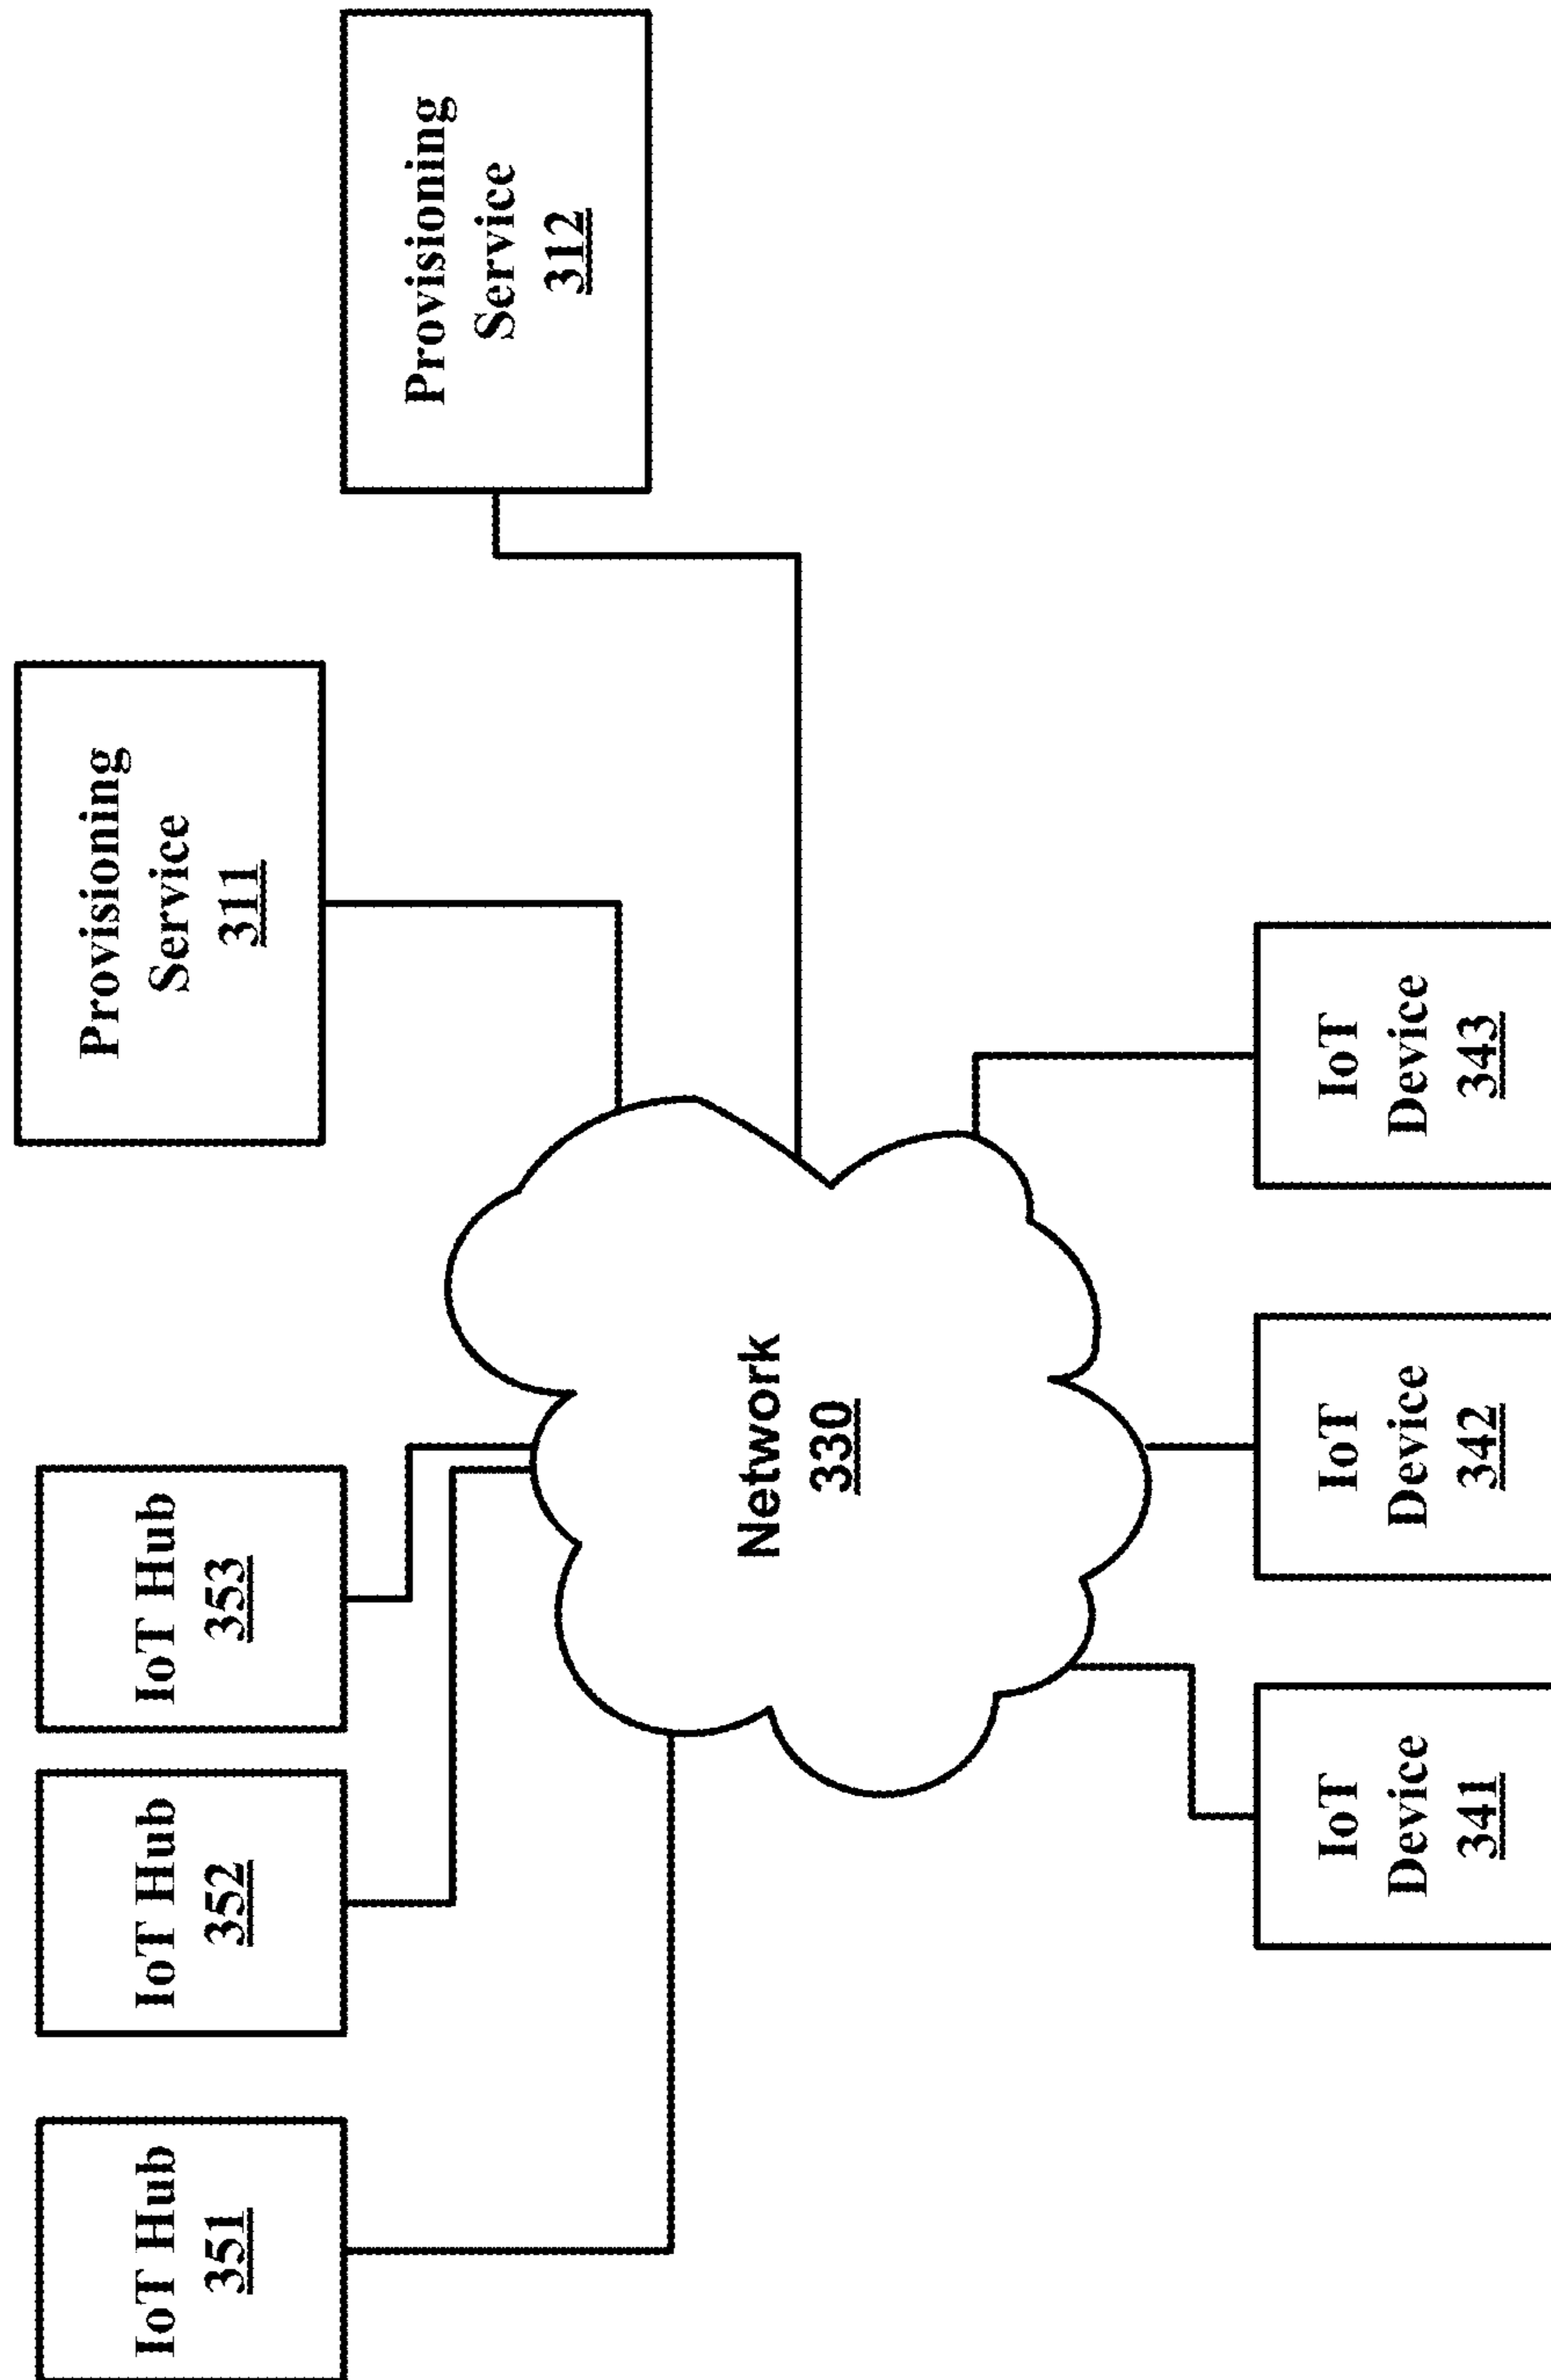 IoT Hub
351
IoT Hub
352
IoT Hub
353
Provisioning
Service
311
Provisioning
Service
312
Network
330
IoT
Device
341
IoT
Device
342
IoT
Device
343